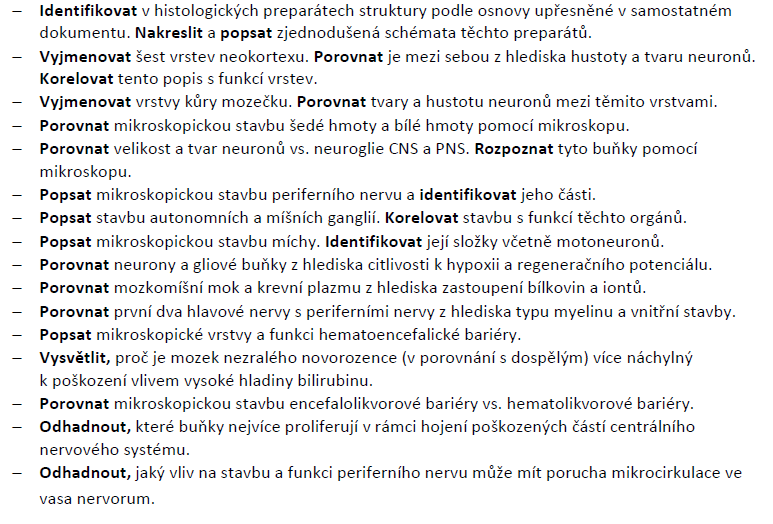 – Identifikovat v histologických preparátech struktury podle osnovy upřesněné v samostatném
dokumentu. Nakreslit a popsat zjednodušená schémata těchto preparátů.
– Vyjmenovat šest vrstev neokortexu. Porovnat je mezi sebou z hlediska hustoty a tvaru neuronů.
Korelovat tento popis s funkcí vrstev.
– Vyjmenovat vrstvy kůry mozečku. Porovnat tvary a hustotu neuronů mezi těmito vrstvami.
– Porovnat mikroskopickou stavbu šedé hmoty a bílé hmoty pomocí mikroskopu.
– Porovnat velikost a tvar neuronů vs. neuroglie CNS a PNS. Rozpoznat tyto buňky pomocí
mikroskopu.
– Popsat mikroskopickou stavbu periferního nervu a identifikovat jeho části.
– Popsat stavbu autonomních a míšních ganglií. Korelovat stavbu s funkcí těchto orgánů.
– Popsat mikroskopickou stavbu míchy. Identifikovat její složky včetně motoneuronů.
– Porovnat neurony a gliové buňky z hlediska citlivosti k hypoxii a regeneračního potenciálu.
– Porovnat mozkomíšní mok a krevní plazmu z hlediska zastoupení bílkovin a iontů.
– Porovnat první dva hlavové nervy s periferními nervy z hlediska typu myelinu a vnitřní stavby.
– Popsat mikroskopické vrstvy a funkci hematoencefalické bariéry.
– Vysvětlit, proč je mozek nezralého novorozence (v porovnání s dospělým) více náchylný
k poškození vlivem vysoké hladiny bilirubinu.
– Porovnat mikroskopickou stavbu encefalolikvorové bariéry vs. hematolikvorové bariéry.
– Odhadnout, které buňky nejvíce proliferují v rámci hojení poškozených částí centrálního
nervového systému.
– Odhadnout, jaký vliv na stavbu a funkci periferního nervu může mít porucha mikrocirkulace ve
vasa nervorum.